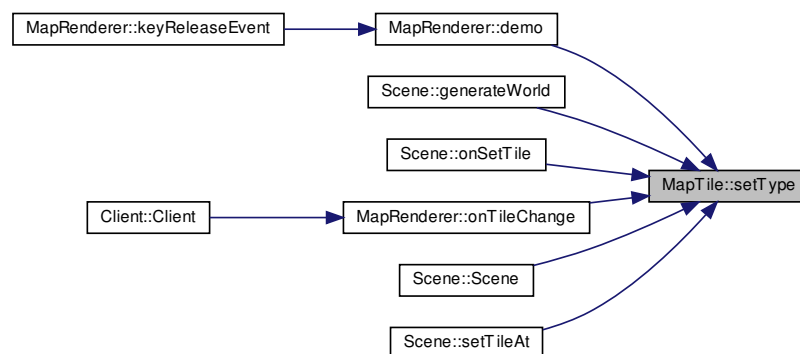 MapRenderer::keyReleaseEvent
MapRenderer::demo
Scene::generateWorld
Scene::onSetTile
MapTile::setType
Client::Client
MapRenderer::onTileChange
Scene::Scene
Scene::setTileAt